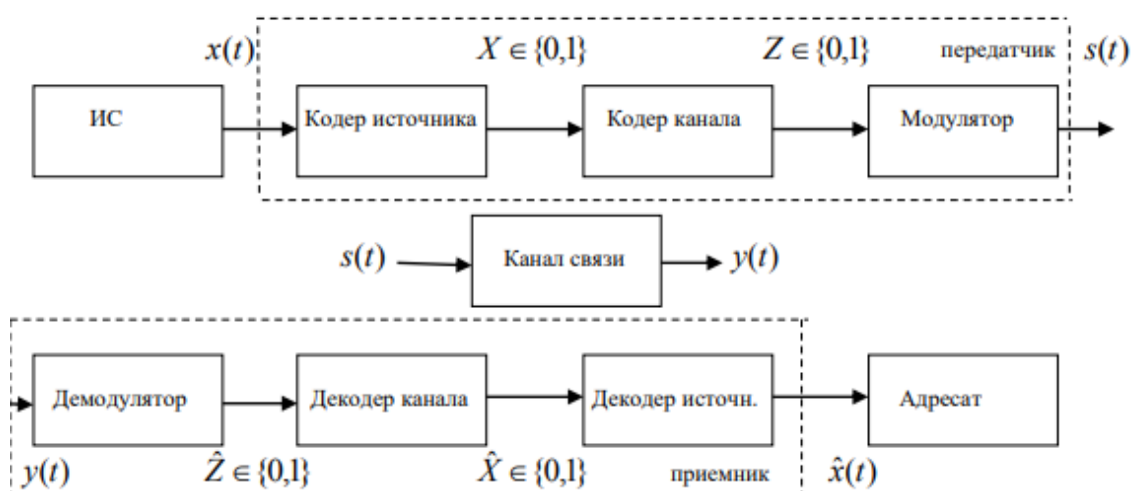 x(t) X ∈ {0,1} Z ∈ {0,1} передатчик s(t)
ИС Кодер источника Кодер канала Модулятор
s(t) Канал связи y(t)
Демодулятор Декодер канала Декодер источн. Адресат
y(t) Ẑ ∈ {0,1} X̂ ∈ {0,1} приемник x̂(t)